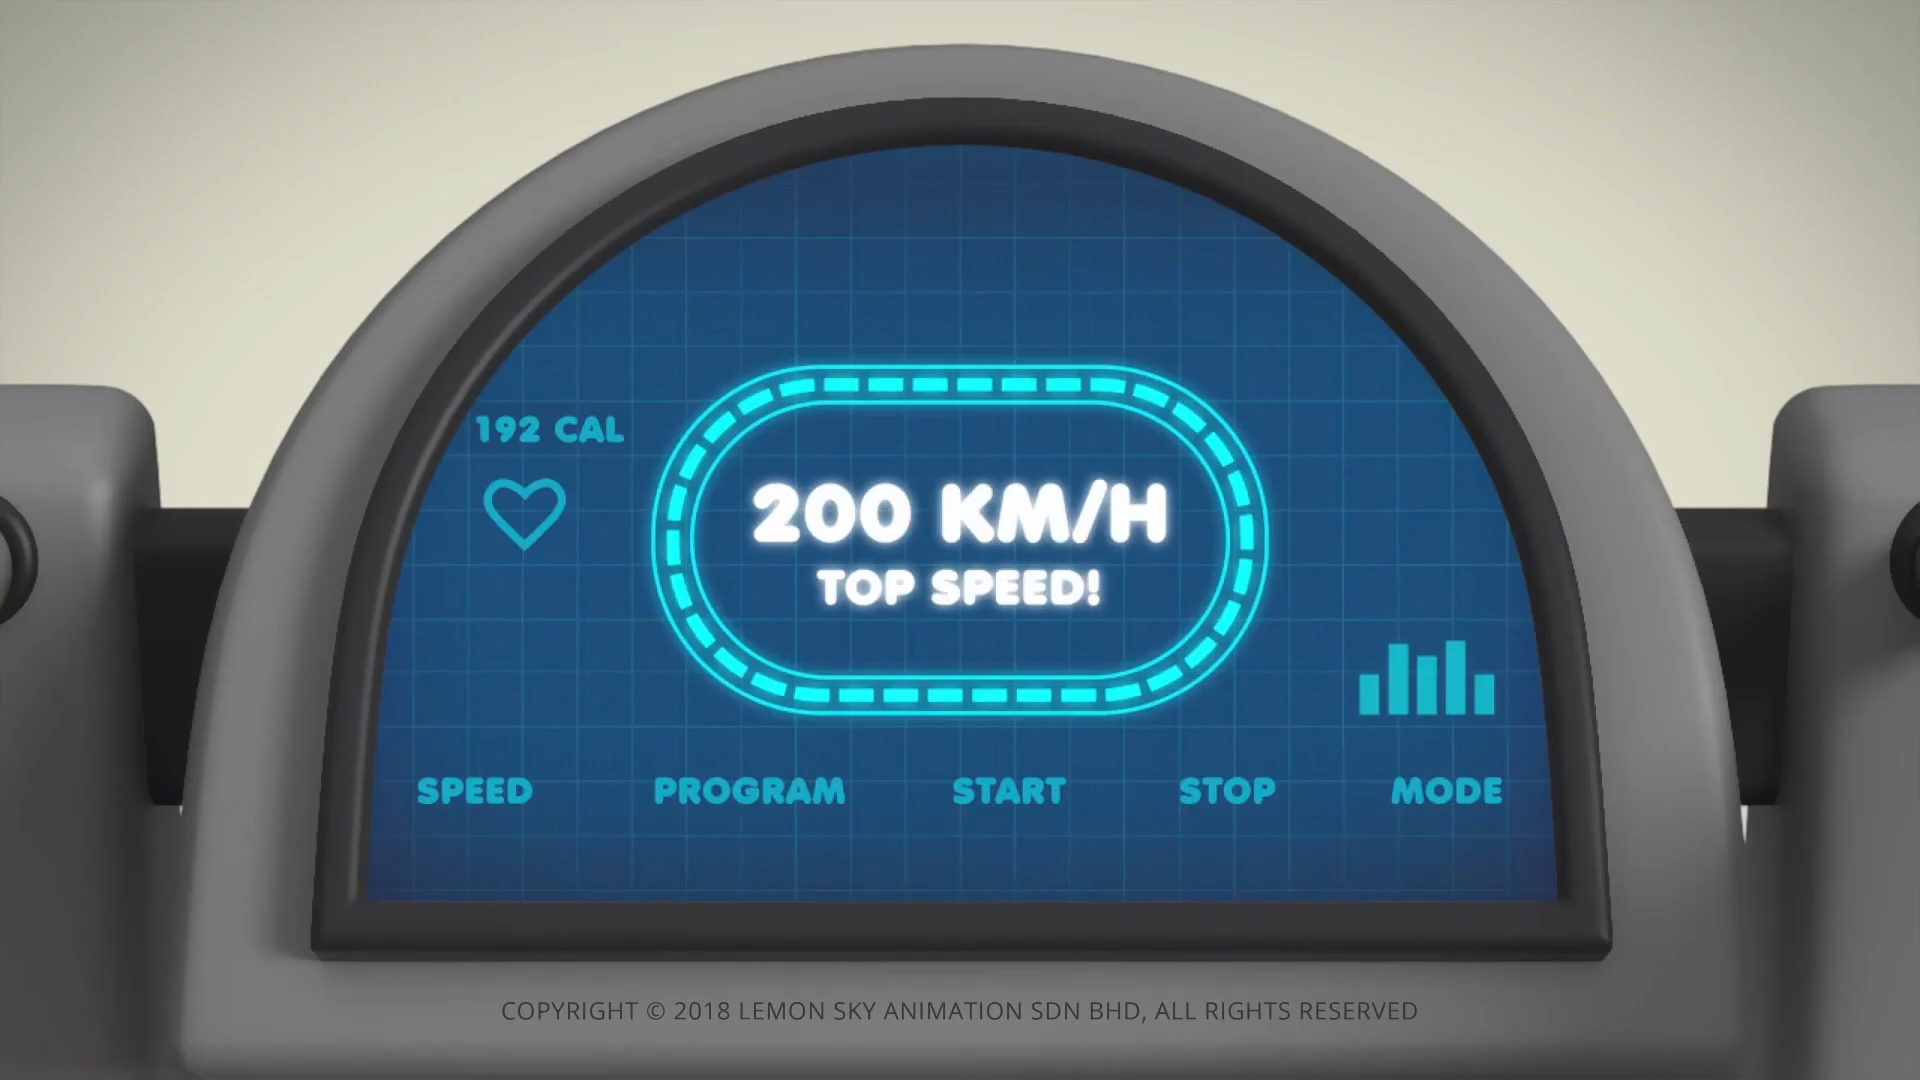 192 CAL
200 KM/H
TOP SPEED!
SPEED PROGRAM START STOP MODE
COPYRIGHT © 2018 LEMON SKY ANIMATION SDN BHD, ALL RIGHTS RESERVED